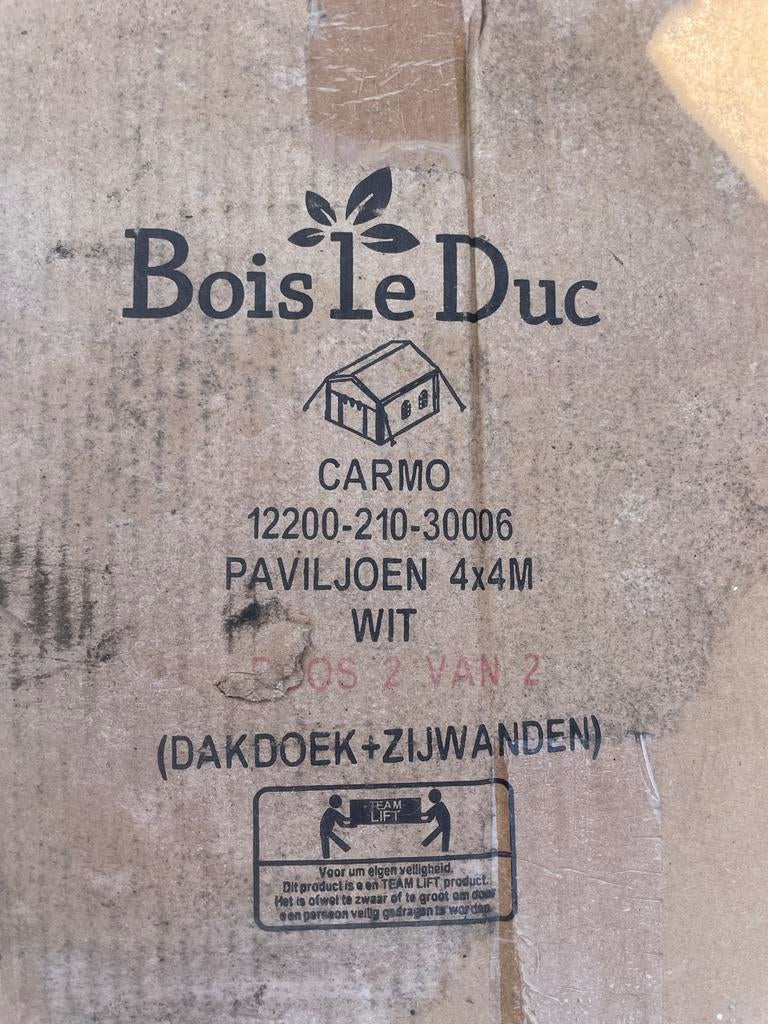 Bois le Duc
CARMO
12200-210-30006
PAVILJOEN 4x4M
WIT
DOOS 2 VAN 2
(DAKDOEK+ZIJWANDEN)
TEAM
LIFT
Voor um eigen veiligheid.
Dit product is een TEAM LIFT product.
Het is ofwel te zwaar of te groot om door
een persoon veilig gedragen te worden